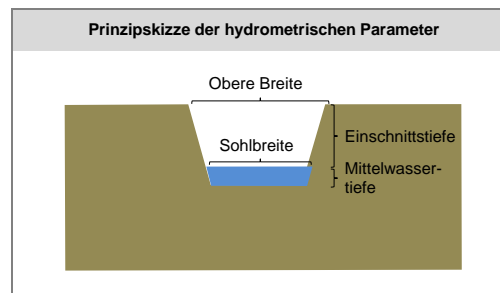 Prinzipskizze der hydrometrischen Parameter
Obere Breite
Sohlbreite
Einschnittstiefe
Mittelwasser-
tiefe